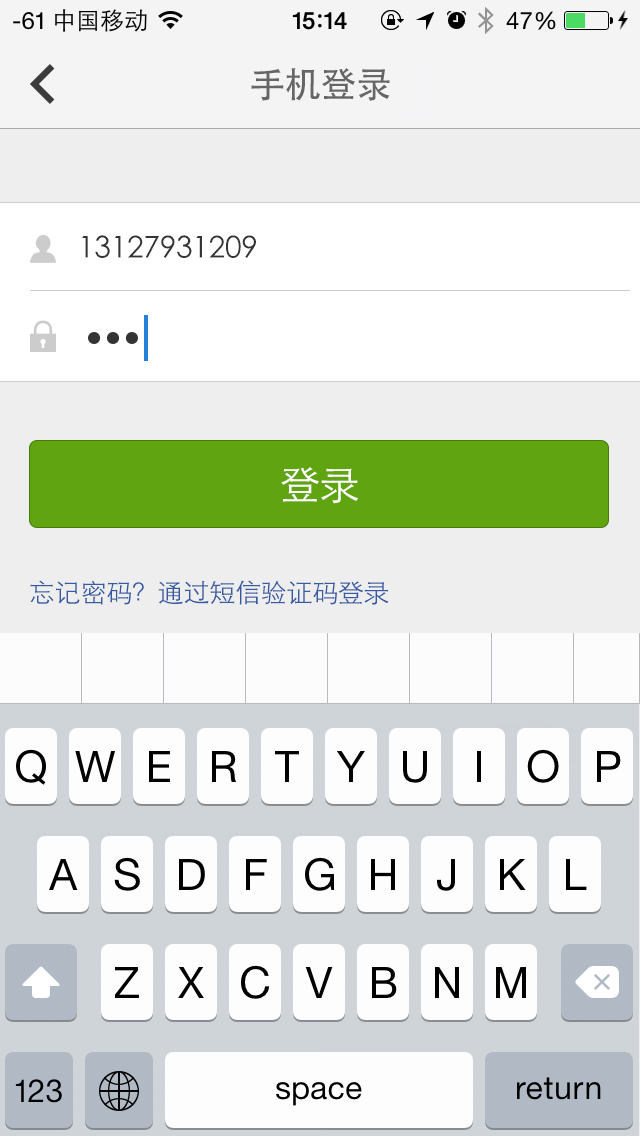 -61 中国移动 15:14 47%
手机登录
13127931209
•••
登录
忘记密码？通过短信验证码登录
Q W E R T Y U I O P
A S D F G H J K L
Z X C V B N M
123 space return